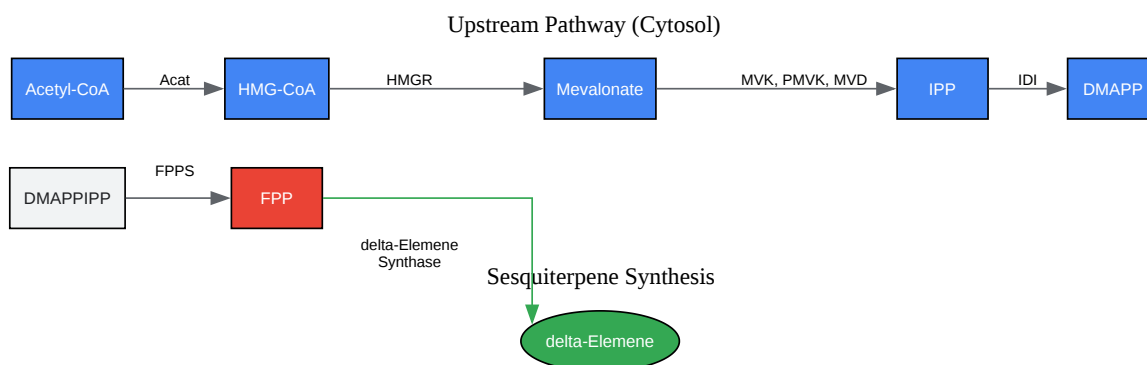 Upstream Pathway (Cytosol)
Acetyl-CoA
Acat
HMG-CoA
HMGR
Mevalonate
MVK, PMVK, MVD
IPP
IDI
DMAPP
DMAPPIPP
FPPS
FPP
delta-Elemene
Synthase
Sesquiterpene Synthesis
delta-Elemene